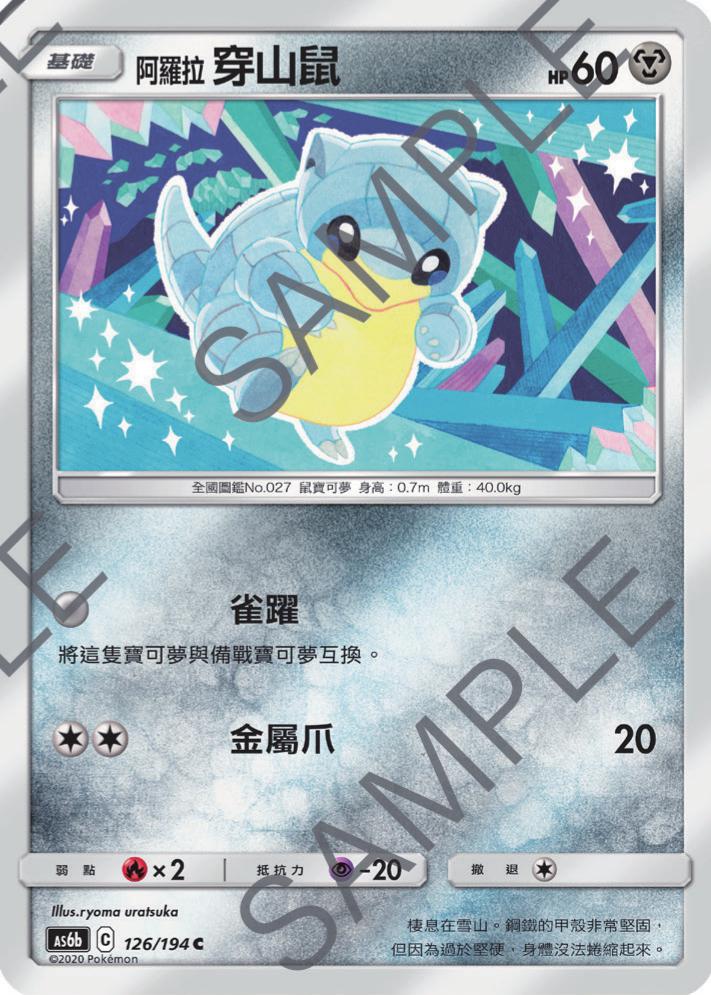 基礎
阿羅拉 穿山鼠
HP60
全國圖鑑No.027 鼠寶可夢 身高：0.7m 體重：40.0kg
雀躍
將這隻寶可夢與備戰寶可夢互換。
金屬爪 20
弱點 ×2 抵抗力 -20 撤退
Illus.ryoma uratsuka
AS6b C 126/194 C
©2020 Pokémon
棲息在雪山。鋼鐵的甲殼非常堅固，
但因為過於堅硬，身體沒法蜷縮起來。
SAMPLE
SAMPLE
LE
LE